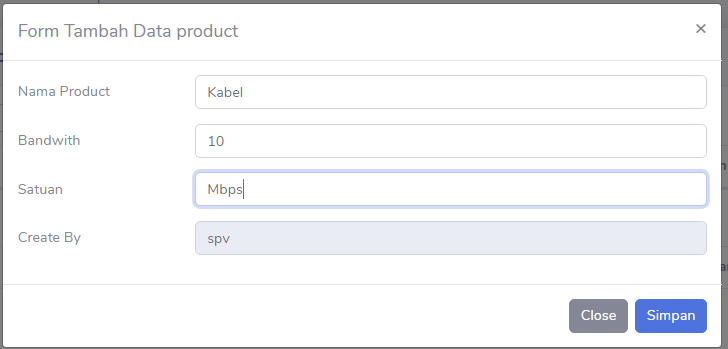 Form Tambah Data product ×
Nama Product Kabel
Bandwith 10
Satuan Mbps
Create By spv
Close Simpan